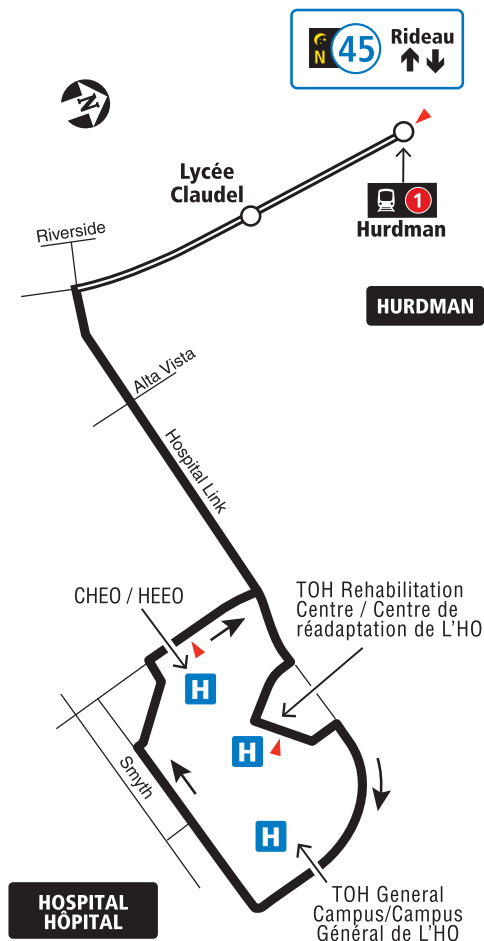 N
45
Rideau
N
Lycée
Claudel
1
Hurdman
Riverside
HURDMAN
Alta Vista
Hospital Link
CHEO / HEEO
TOH Rehabilitation
Centre / Centre de
réadaptation de L'HO
H
H
Smyth
H
HOSPITAL
HÔPITAL
TOH General
Campus/Campus
Général de L'HO